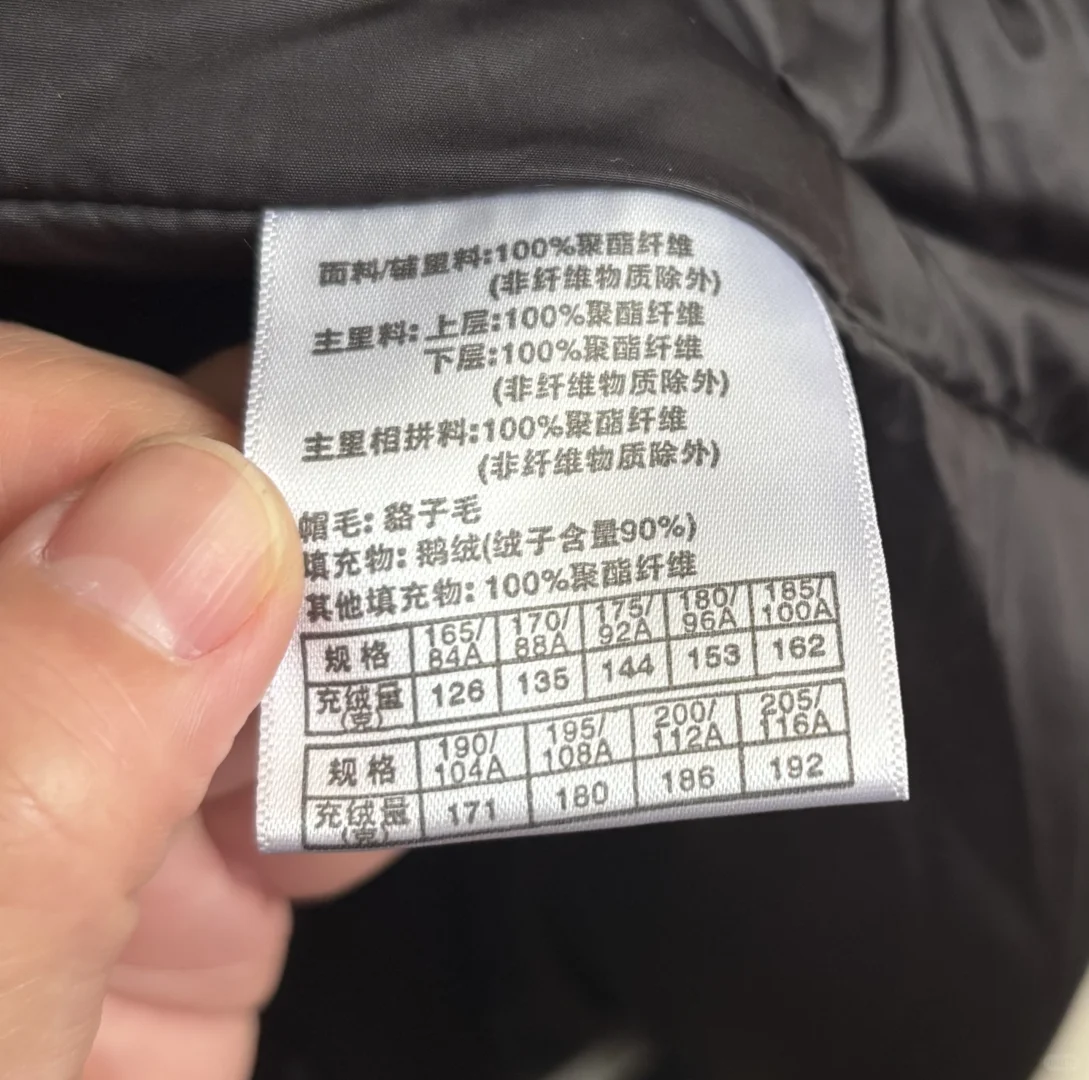 面料/辅里料:100%聚酯纤维
(非纤维物质除外)
主里料:上层:100%聚酯纤维
下层:100%聚酯纤维
(非纤维物质除外)
主里相拼料:100%聚酯纤维
(非纤维物质除外)
帽毛: 貉子毛
填充物: 鹅绒(绒子含量90%)
其他填充物: 100%聚酯纤维
规格 165/84A 170/88A 175/92A 180/96A 185/100A
充绒量(克) 126 135 144 153 162
规格 190/104A 195/108A 200/112A 205/116A
充绒量(克) 171 180 186 192